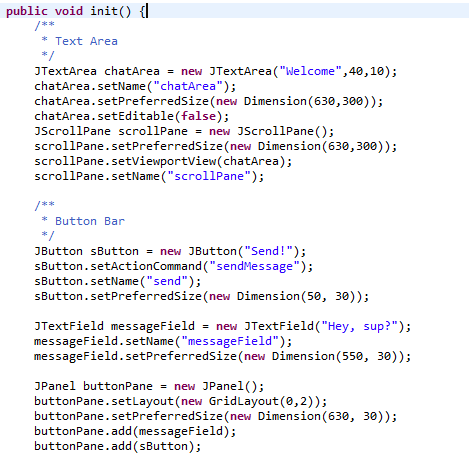 public void init() {
/**
* Text Area
*/
JTextArea chatArea = new JTextArea("Welcome",40,10);
chatArea.setName("chatArea");
chatArea.setPreferredSize(new Dimension(630,300));
chatArea.setEditable(false);
JScrollPane scrollPane = new JScrollPane();
scrollPane.setPreferredSize(new Dimension(630,300));
scrollPane.setViewportView(chatArea);
scrollPane.setName("scrollPane");
/**
* Button Bar
*/
JButton sButton = new JButton("Send!");
sButton.setActionCommand("sendMessage");
sButton.setName("send");
sButton.setPreferredSize(new Dimension(50, 30));
JTextField messageField = new JTextField("Hey, sup?");
messageField.setName("messageField");
messageField.setPreferredSize(new Dimension(550, 30));
JPanel buttonPane = new JPanel();
buttonPane.setLayout(new GridLayout(0,2));
buttonPane.setPreferredSize(new Dimension(630, 30));
buttonPane.add(messageField);
buttonPane.add(sButton);